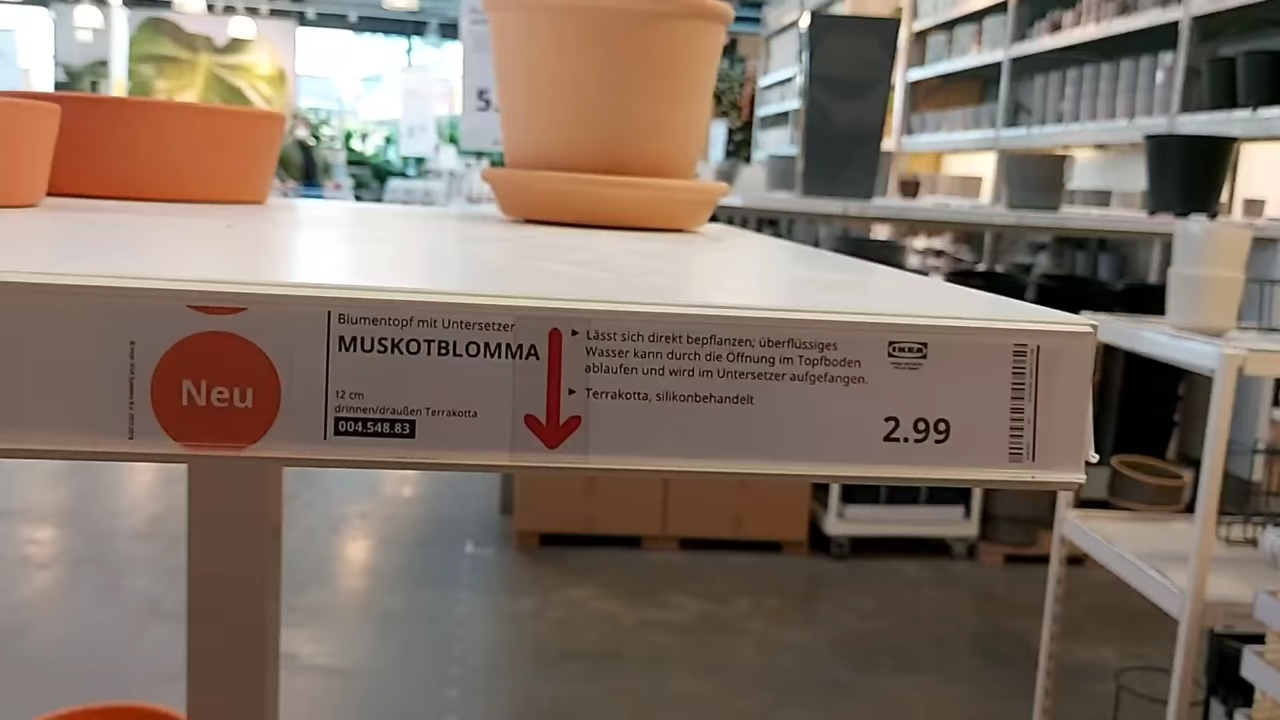 5.
Neu
Blumentopf mit Untersetzer
MUSKOTBLOMMA
12 cm
drinnen/draußen Terrakotta
004.548.83
Lässt sich direkt bepflanzen; überflüssiges
Wasser kann durch die Öffnung im Topfboden
ablaufen und wird im Untersetzer aufgefangen.
Terrakotta, silikonbehandelt
IKEA
2.99